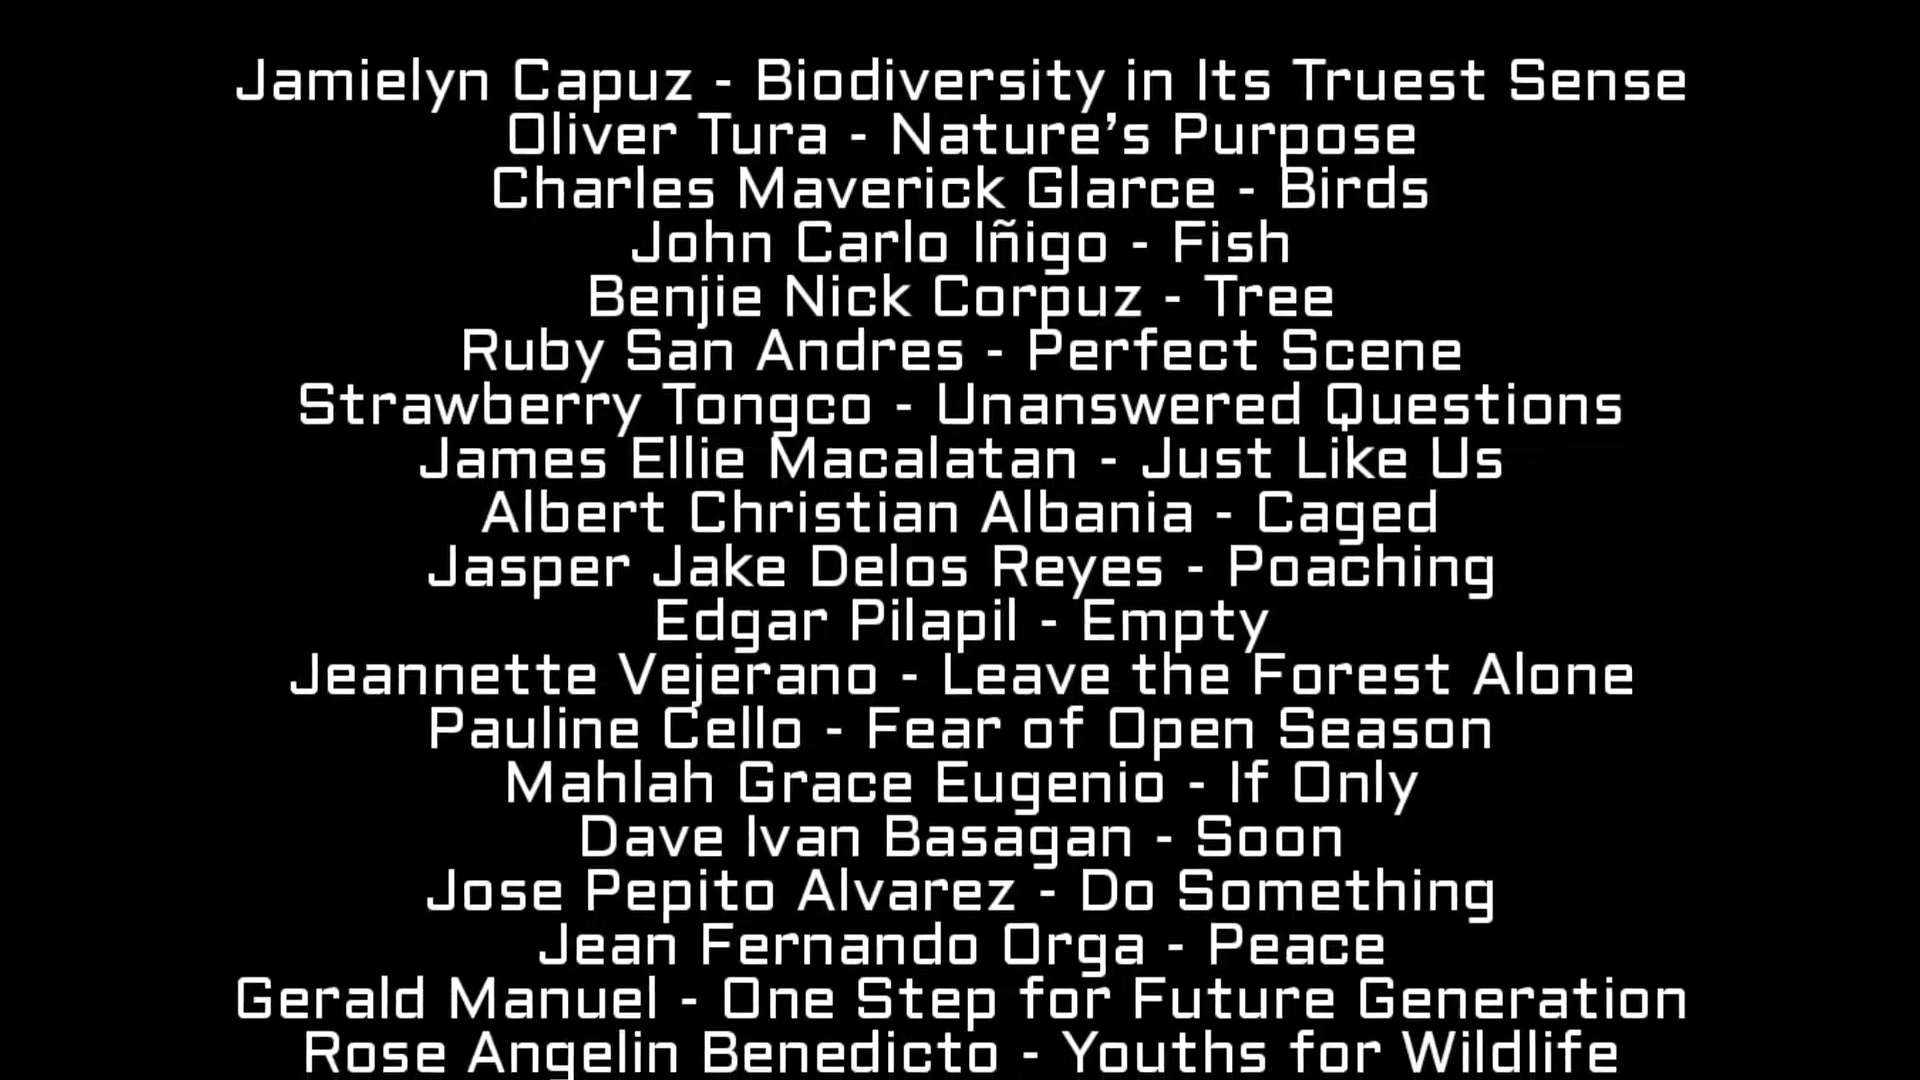 Jamielyn Capuz - Biodiversity in Its Truest Sense
Oliver Tura - Nature’s Purpose
Charles Maverick Glarce - Birds
John Carlo Iñigo - Fish
Benjie Nick Corpuz - Tree
Ruby San Andres - Perfect Scene
Strawberry Tongco - Unanswered Questions
James Ellie Macalatan - Just Like Us
Albert Christian Albania - Caged
Jasper Jake Delos Reyes - Poaching
Edgar Pilapil - Empty
Jeannette Vejerano - Leave the Forest Alone
Pauline Cello - Fear of Open Season
Mahlah Grace Eugenio - If Only
Dave Ivan Basagan - Soon
Jose Pepito Alvarez - Do Something
Jean Fernando Orga - Peace
Gerald Manuel - One Step for Future Generation
Rose Angelin Benedicto - Youths for Wildlife